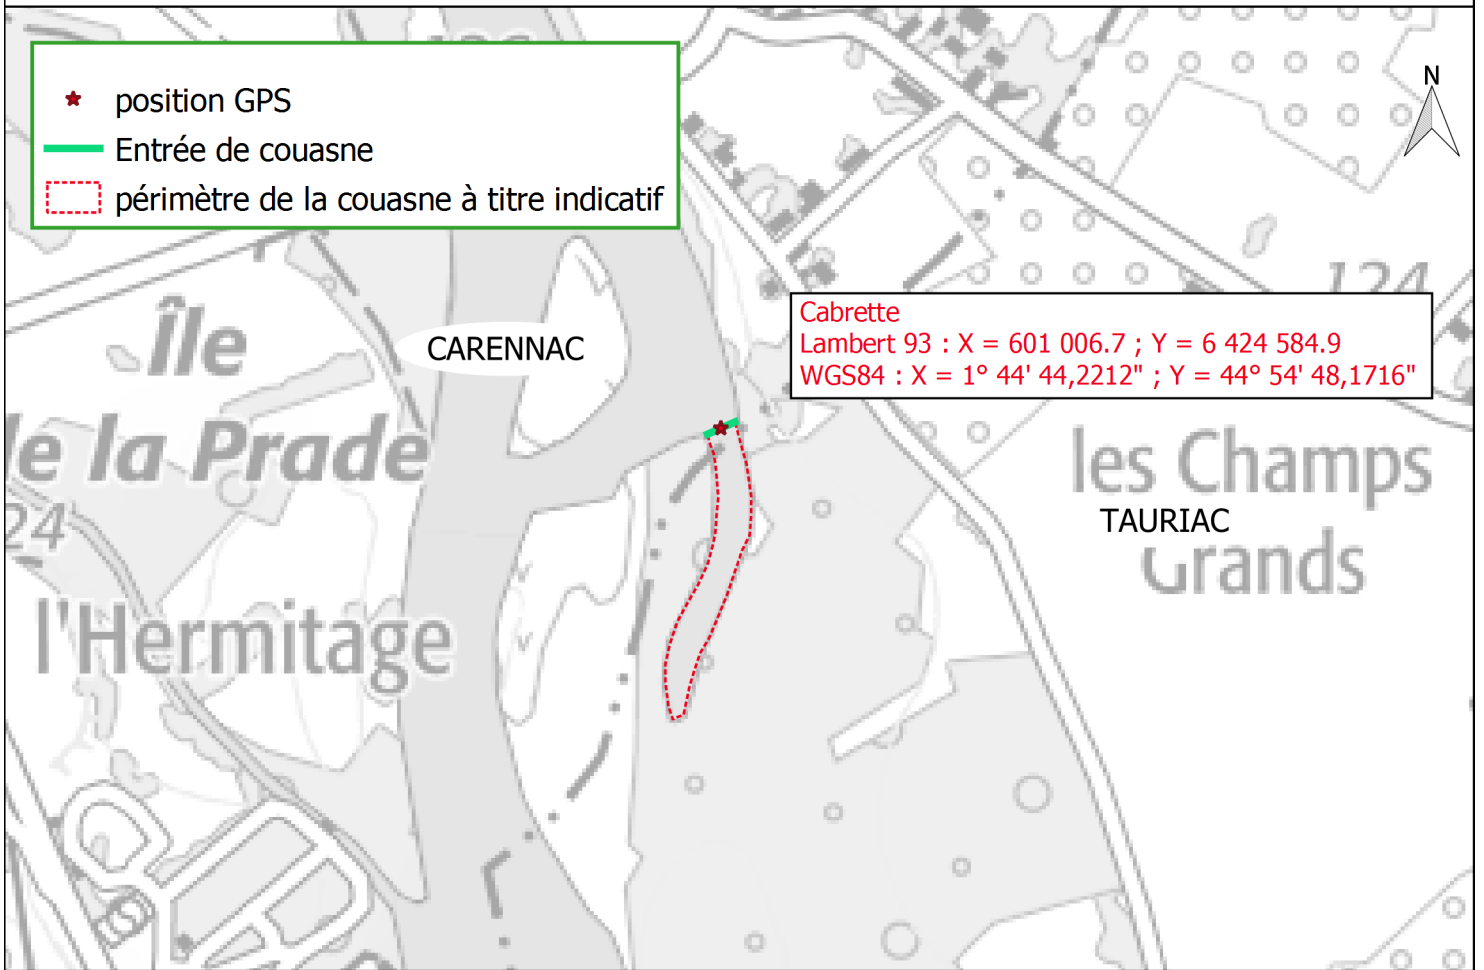 position GPS
Entrée de couasne
périmètre de la couasne à titre indicatif
N
124
Cabrette
Lambert 93 : X = 601 006.7 ; Y = 6 424 584.9
WGS84 : X = 1° 44' 44,2212" ; Y = 44° 54' 48,1716"
Île
CARENNAC
de la Prade
24
les Champs
TAURIAC
Grands
l'Hermitage